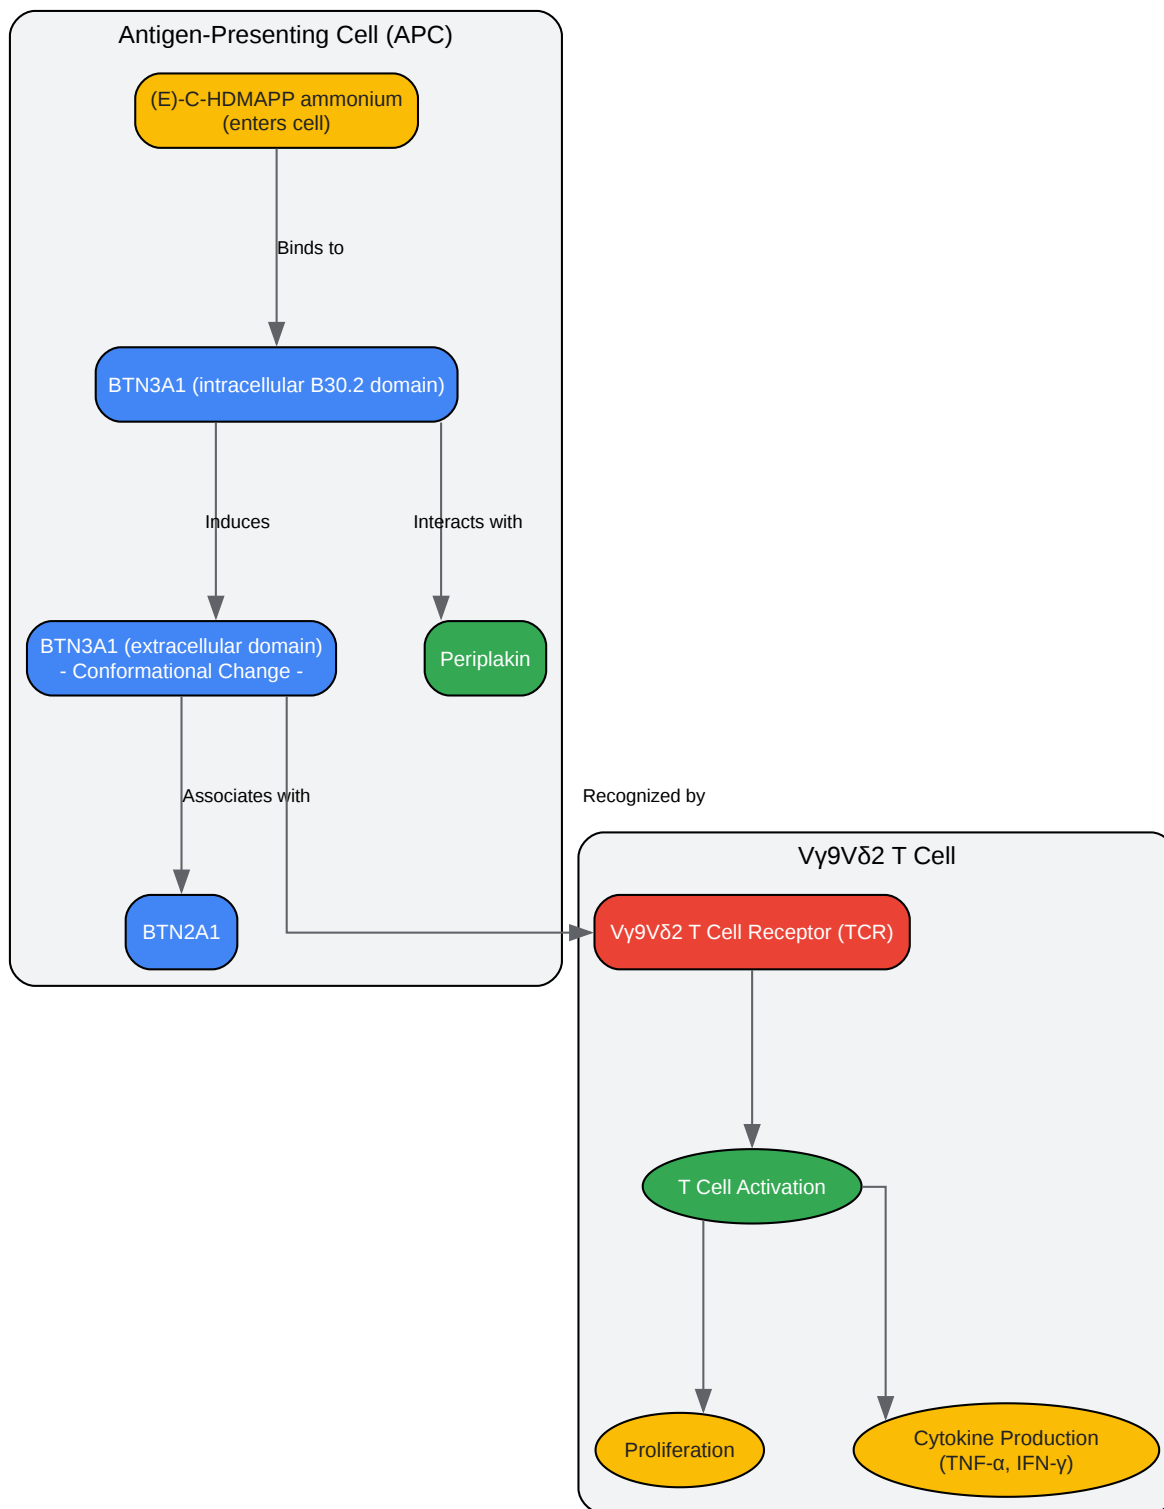 Antigen-Presenting Cell (APC)
(E)-C-HDMAPP ammonium
(enters cell)
Binds to
BTN3A1 (intracellular B30.2 domain)
Induces
Interacts with
BTN3A1 (extracellular domain)
- Conformational Change -
Periplakin
Associates with
Recognized by
Vγ9Vδ2 T Cell
BTN2A1
Vγ9Vδ2 T Cell Receptor (TCR)
T Cell Activation
Proliferation
Cytokine Production
(TNF-α, IFN-γ)